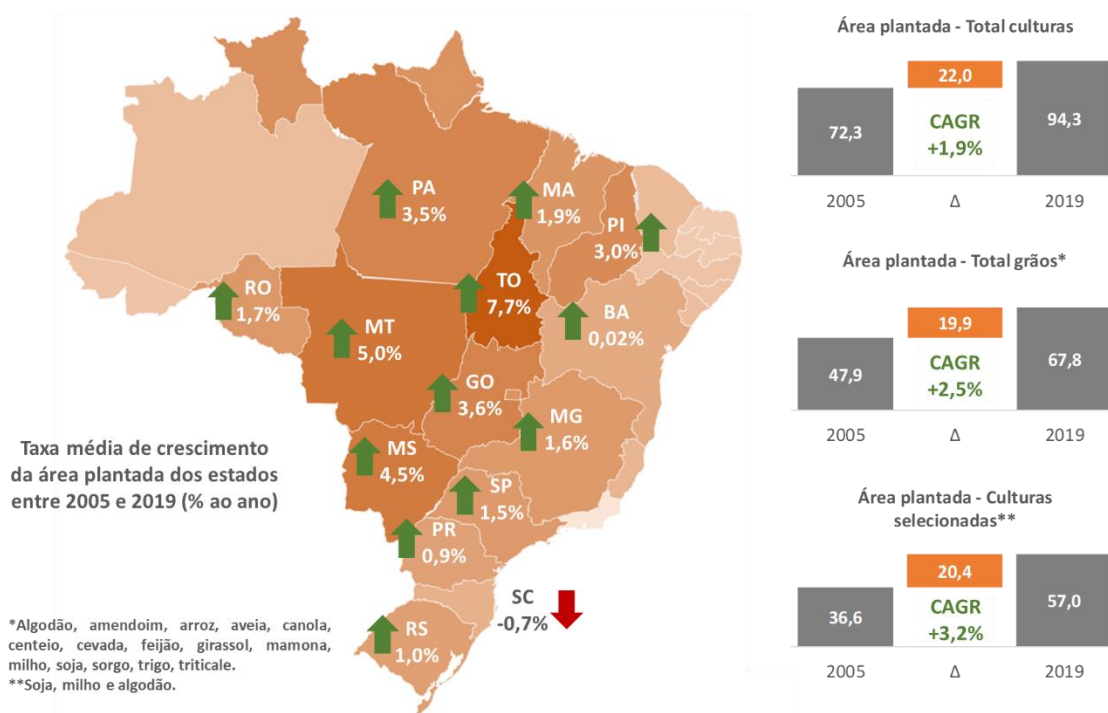 Área plantada - Total culturas
22,0
72,3
CAGR
+1,9%
94,3
2005
Δ
2019
PA
3,5%
MA
1,9%
PI
3,0%
TO
7,7%
RO
1,7%
MT
5,0%
BA
0,02%
GO
3,6%
MG
1,6%
MS
4,5%
SP
1,5%
PR
0,9%
SC
-0,7%
RS
1,0%
Área plantada - Total grãos*
19,9
47,9
CAGR
+2,5%
67,8
2005
Δ
2019
Taxa média de crescimento
da área plantada dos estados
entre 2005 e 2019 (% ao ano)
Área plantada - Culturas
selecionadas**
20,4
36,6
CAGR
+3,2%
57,0
2005
Δ
2019
*Algodão, amendoim, arroz, aveia, canola,
centeio, cevada, feijão, girassol, mamona,
milho, soja, sorgo, trigo, triticale.
**Soja, milho e algodão.